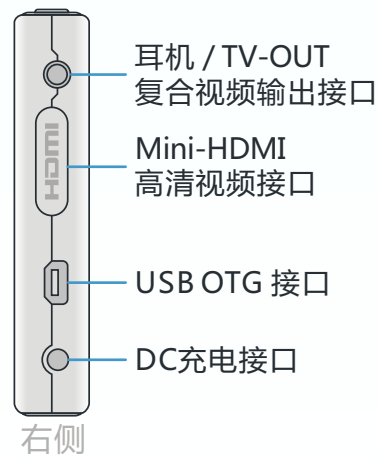 耳机 / TV-OUT
复合视频输出接口
HDMI
Mini-HDMI
高清视频接口
USB OTG 接口
DC充电接口
右侧